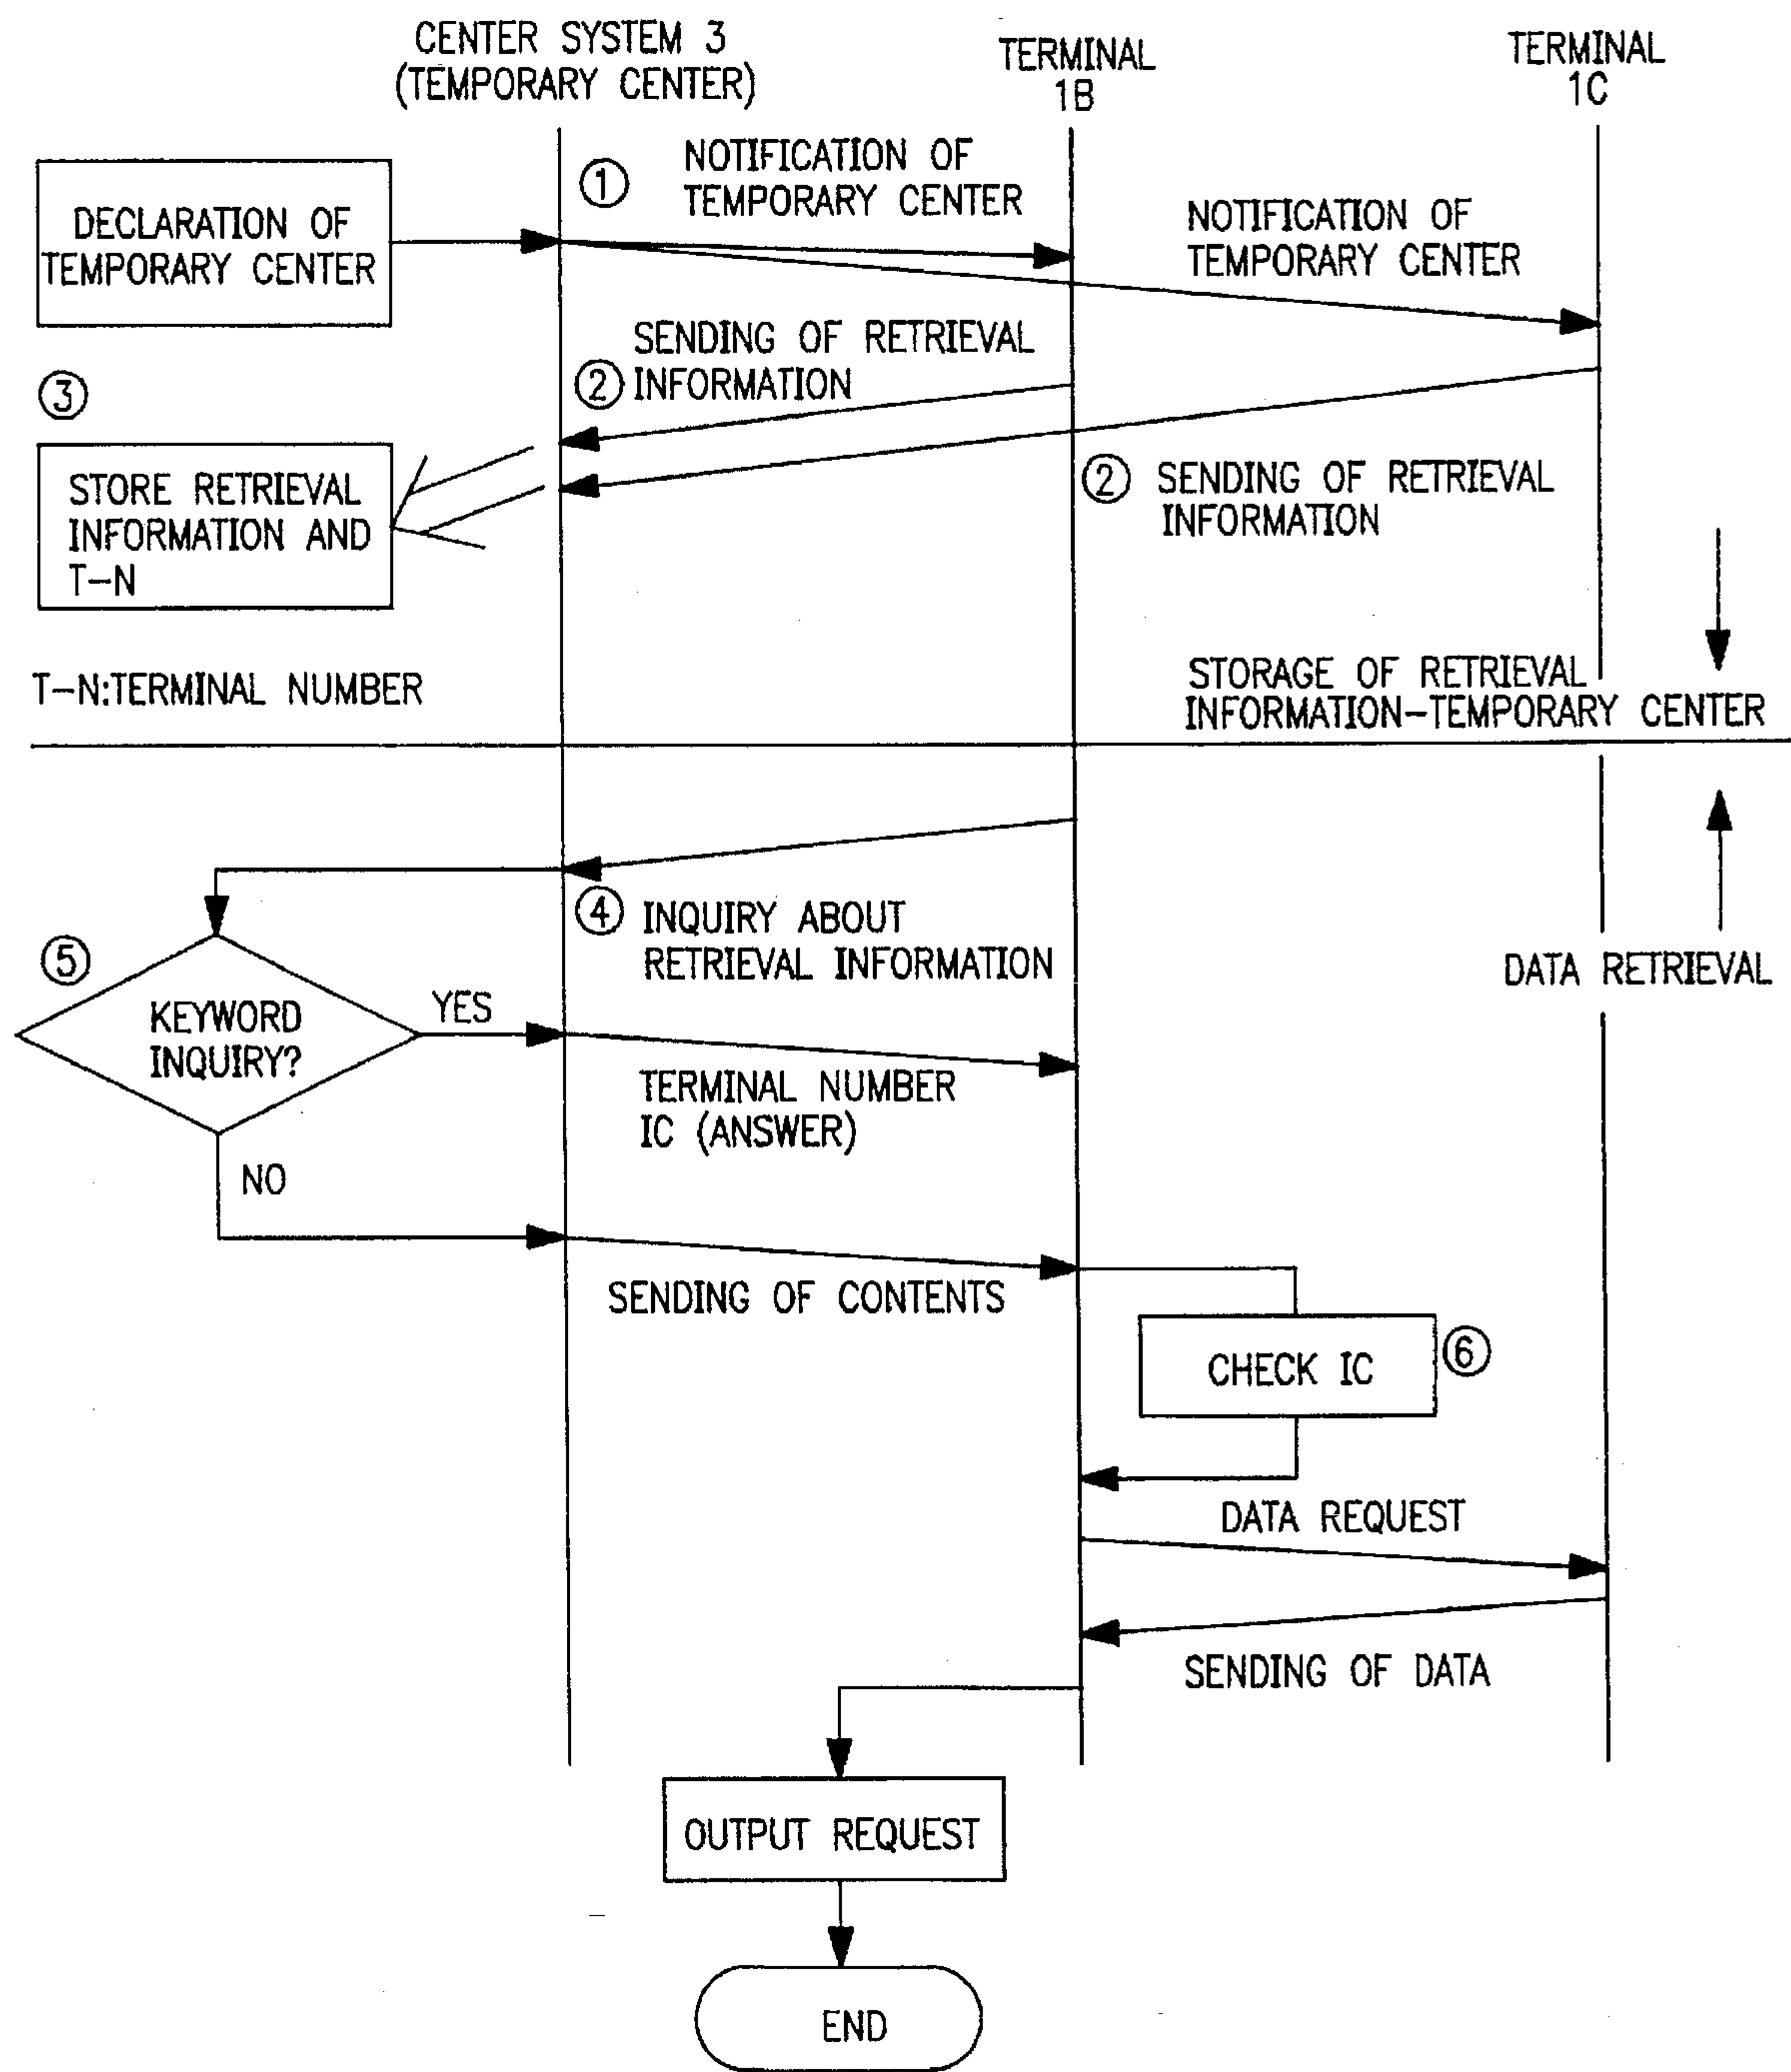 CENTER SYSTEM 3
(TEMPORARY CENTER)
TERMINAL
1B
TERMINAL
1C
DECLARATION OF
TEMPORARY CENTER
①
NOTIFICATION OF
TEMPORARY CENTER
NOTIFICATION OF
TEMPORARY CENTER
SENDING OF RETRIEVAL
② INFORMATION
③
STORE RETRIEVAL
INFORMATION AND
T-N
② SENDING OF RETRIEVAL
INFORMATION
T-N:TERMINAL NUMBER
STORAGE OF RETRIEVAL
INFORMATION-TEMPORARY CENTER
④ INQUIRY ABOUT
RETRIEVAL INFORMATION
DATA RETRIEVAL
⑤
KEYWORD
INQUIRY?
YES
TERMINAL NUMBER
IC (ANSWER)
NO
SENDING OF CONTENTS
CHECK IC
⑥
DATA REQUEST
SENDING OF DATA
OUTPUT REQUEST
END